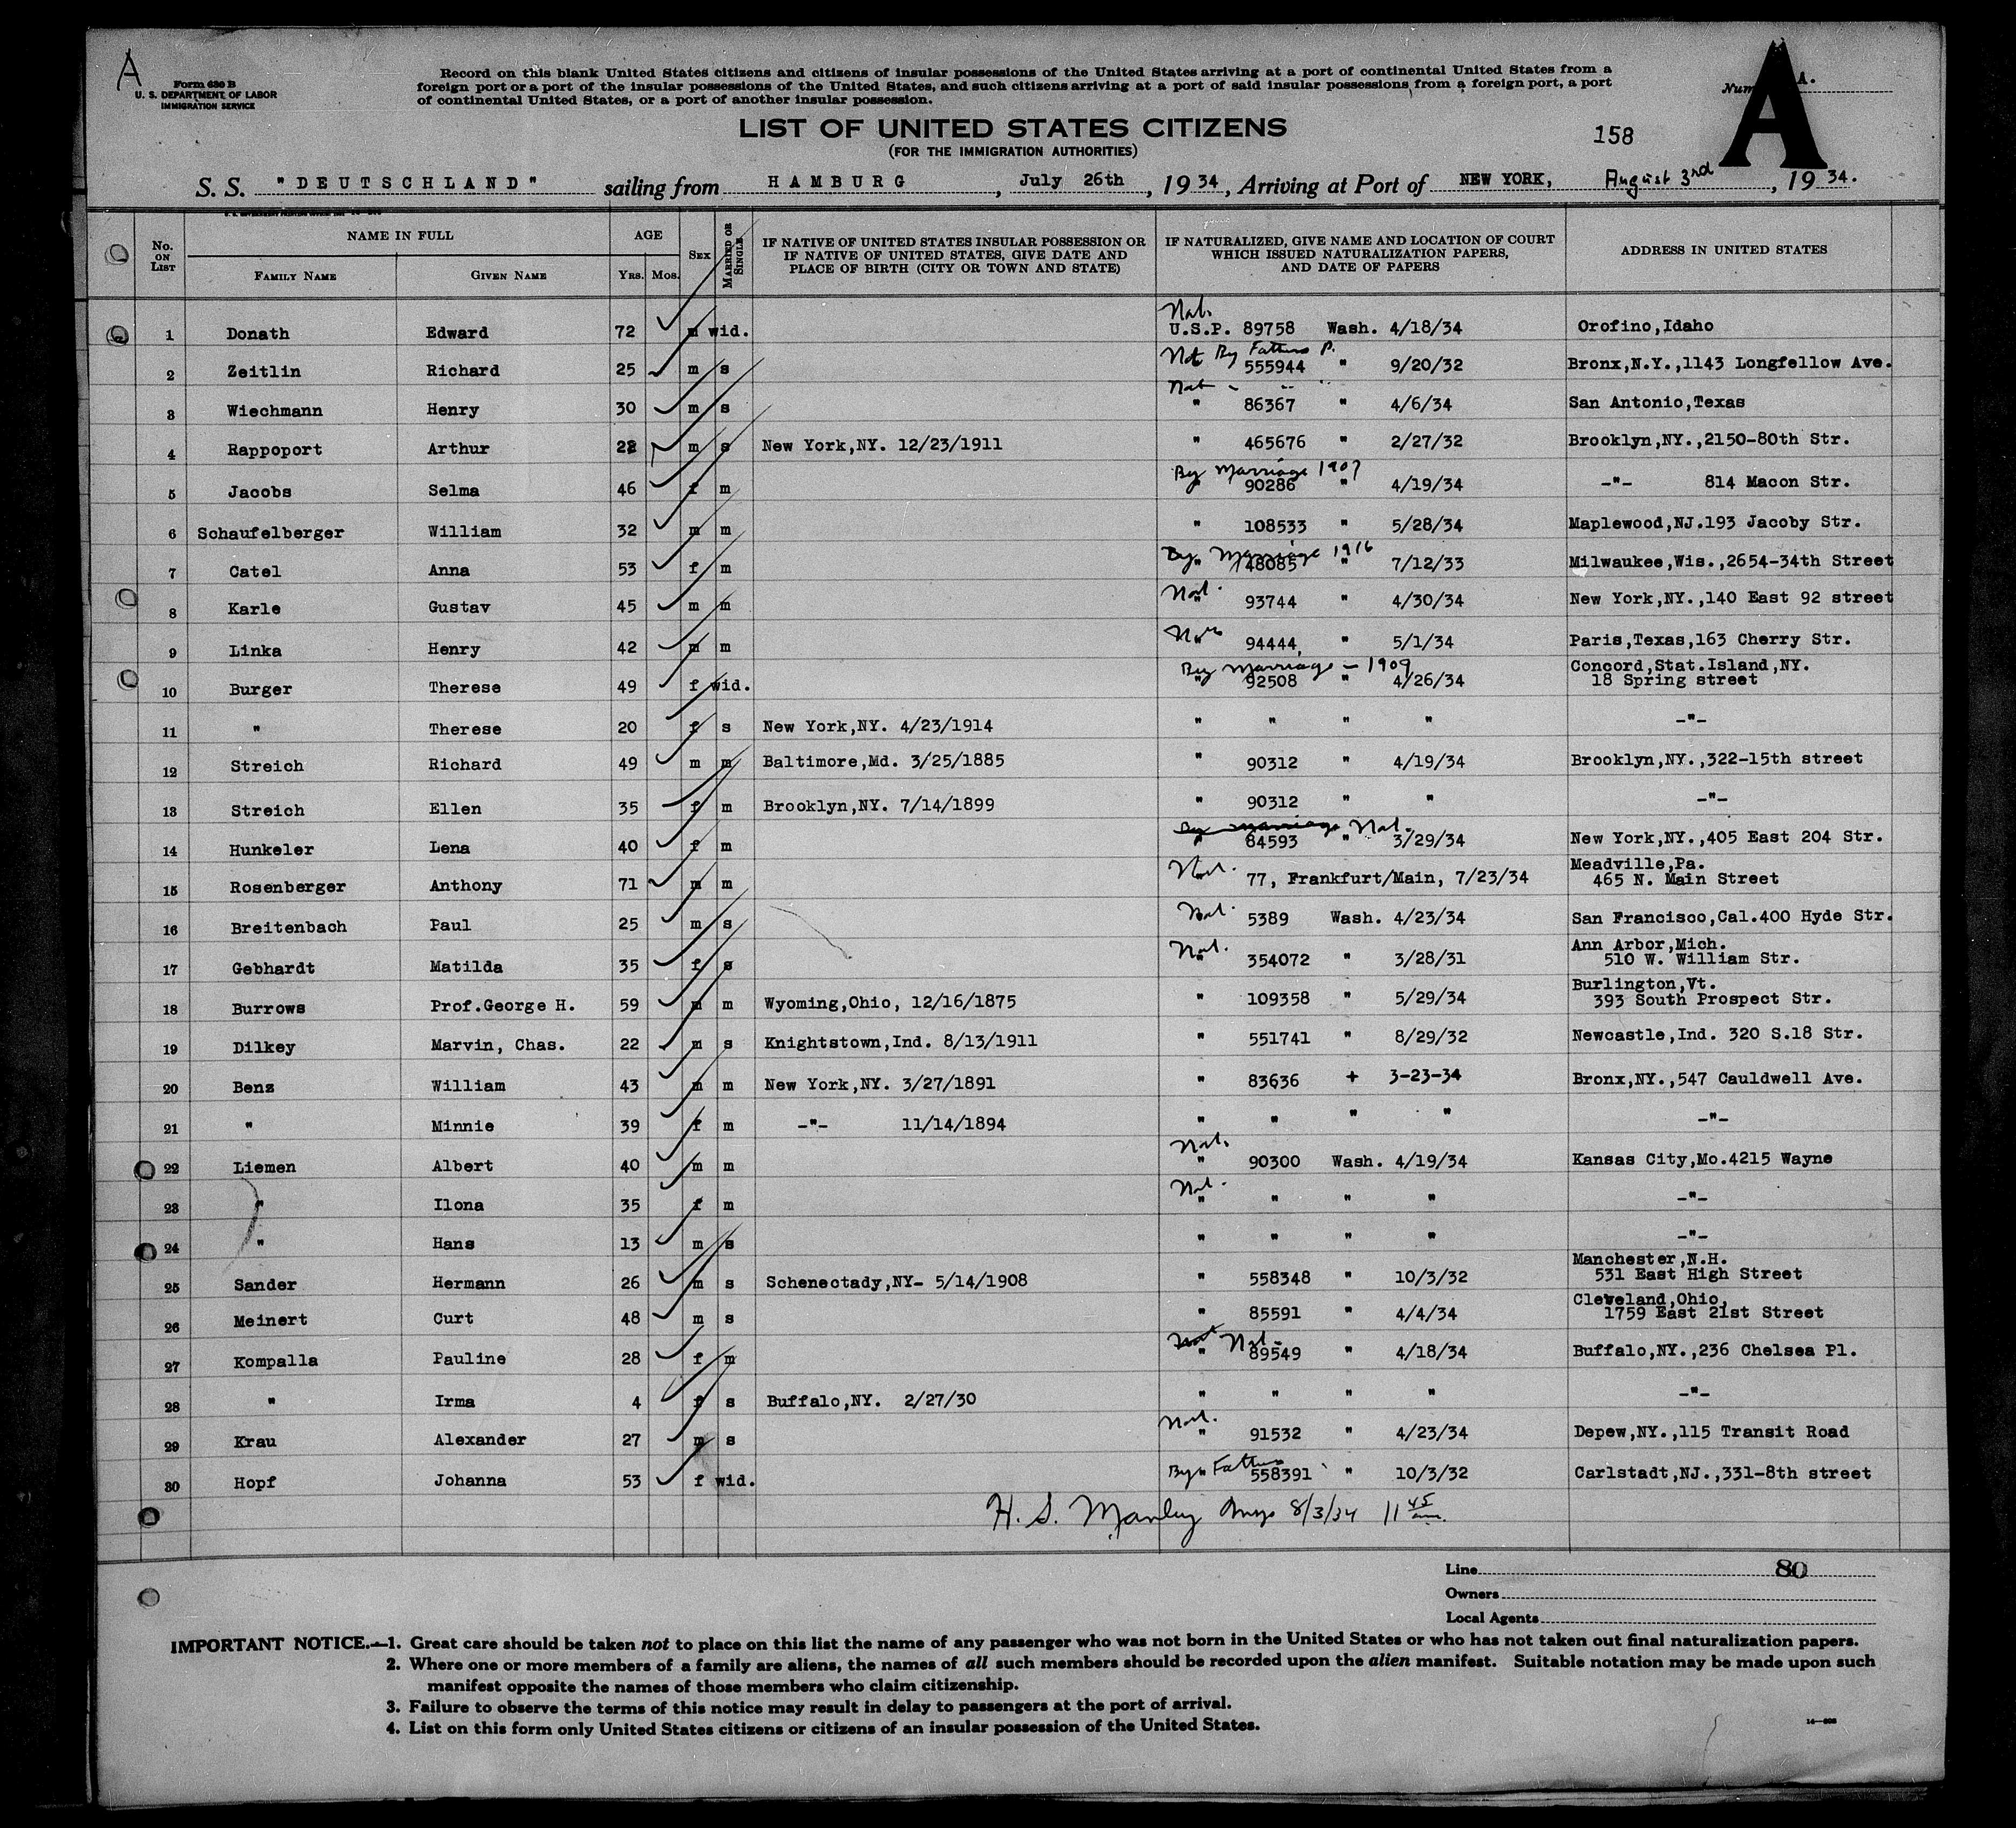 A
Form 630 B
U. S. DEPARTMENT OF LABOR
IMMIGRATION SERVICE
Record on this blank United States citizens and citizens of insular possessions of the United States arriving at a port of continental United States from a
foreign port or a port of the insular possessions of the United States, and such citizens arriving at a port of said insular possessions from a foreign port, a port
of continental United States, or a port of another insular possession.
A
LIST OF UNITED STATES CITIZENS
(FOR THE IMMIGRATION AUTHORITIES)
158
S. S. "DEUTSCHLAND" sailing from HAMBURG, July 26th, 1934, Arriving at Port of NEW YORK, August 3rd, 1934.
No. ON LIST NAME IN FULL FAMILY NAME GIVEN NAME AGE YRS. MOS. SEX MARRIED OR SINGLE IF NATIVE OF UNITED STATES INSULAR POSSESSION OR IF NATIVE OF UNITED STATES, GIVE DATE AND PLACE OF BIRTH (CITY OR TOWN AND STATE) IF NATURALIZED, GIVE NAME AND LOCATION OF COURT WHICH ISSUED NATURALIZATION PAPERS, AND DATE OF PAPERS ADDRESS IN UNITED STATES
1 Donath Edward 72 m wid. Nat. U.S.P. 89758 Wash. 4/18/34 Orofino,Idaho
2 Zeitlin Richard 25 m s Nat By Fathers P. 555944 " 9/20/32 Bronx,N.Y.,1143 Longfellow Ave.
3 Wiechmann Henry 30 m s Nat " 86367 " 4/6/34 San Antonio,Texas
4 Rappoport Arthur 22 m s New York,NY. 12/23/1911 " 465676 " 2/27/32 Brooklyn,NY.,2150-80th Str.
5 Jacobs Selma 46 f m By Marriage 1907 90286 " 4/19/34 -"- 814 Macon Str.
6 Schaufelberger William 32 m m " 108533 " 5/28/34 Maplewood,NJ.193 Jacoby Str.
7 Catel Anna 53 f m By Marriage 1916 " 48085 " 7/12/33 Milwaukee,Wis.,2654-34th Street
8 Karle Gustav 45 m m Nat. " 93744 " 4/30/34 New York,NY.,140 East 92 street
9 Linka Henry 42 m m Nat " 94444, " 5/1/34 Paris,Texas,163 Cherry Str.
10 Burger Therese 49 f wid. By Marriage - 1909 " 92508 " 4/26/34 Concord,Stat.Island,NY. 18 Spring street
11 " Therese 20 f s New York,NY. 4/23/1914 " " " " -"-
12 Streich Richard 49 m m Baltimore,Md. 3/25/1885 " 90312 " 4/19/34 Brooklyn,NY.,322-15th street
13 Streich Ellen 35 f m Brooklyn,NY. 7/14/1899 " 90312 " " -"-
14 Hunkeler Lena 40 f m By marriage Nat. " 84593 " 3/29/34 New York,NY.,405 East 204 Str.
15 Rosenberger Anthony 71 m m Nat. 77, Frankfurt/Main, 7/23/34 Meadville,Pa. 465 N. Main Street
16 Breitenbach Paul 25 m s Nat. 5389 Wash. 4/23/34 San Francisco,Cal.400 Hyde Str.
17 Gebhardt Matilda 35 f s Nat. " 354072 " 3/28/31 Ann Arbor,Mich. 510 W. William Str.
18 Burrows Prof.George H. 59 m m Wyoming,Ohio, 12/16/1875 " 109358 " 5/29/34 Burlington,Vt. 393 South Prospect Str.
19 Dilkey Marvin, Chas. 22 m s Knightstown,Ind. 8/13/1911 " 551741 " 8/29/32 Newcastle,Ind. 320 S.18 Str.
20 Benz William 43 m m New York,NY. 3/27/1891 " 83636 + 3-23-34 Bronx,NY.,547 Cauldwell Ave.
21 " Minnie 39 f m -"- 11/14/1894 " " " " -"-
22 Liemen Albert 40 m m Nat. " 90300 Wash. 4/19/34 Kansas City,Mo.4215 Wayne
23 " Ilona 35 f m Nat. " " " " -"-
24 " Hans 13 m s " " " " -"-
25 Sander Hermann 26 m s Schenectady,NY- 5/14/1908 " 558348 " 10/3/32 Manchester,N.H. 531 East High Street
26 Meinert Curt 48 m s " 85591 " 4/4/34 Cleveland,Ohio, 1759 East 21st Street
27 Kompalla Pauline 28 f m Nat Nat- " 89549 " 4/18/34 Buffalo,NY.,236 Chelsea Pl.
28 " Irma 4 f s Buffalo,NY. 2/27/30 " " " " -"-
29 Krau Alexander 27 m s Nat. " 91532 " 4/23/34 Depew,NY.,115 Transit Road
30 Hopf Johanna 53 f wid. By Father " 558391 " 10/3/32 Carlstadt,NJ.,331-8th street
H. S. Manley 8/3/34 11 45 am.
Line 80
Owners
Local Agents
IMPORTANT NOTICE.—1. Great care should be taken not to place on this list the name of any passenger who was not born in the United States or who has not taken out final naturalization papers.
2. Where one or more members of a family are aliens, the names of all such members should be recorded upon the alien manifest. Suitable notation may be made upon such
manifest opposite the names of those members who claim citizenship.
3. Failure to observe the terms of this notice may result in delay to passengers at the port of arrival.
4. List on this form only United States citizens or citizens of an insular possession of the United States.